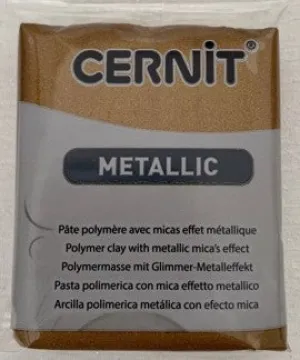 CERNIT®
METALLIC
Pâte polymère avec micas effet métallique
Polymer clay with metallic mica's effect
Polymermasse mit Glimmer-Metalleffekt
Pasta polimerica con mica effetto metallico
Arcilla polimerica metálica con efecto mica